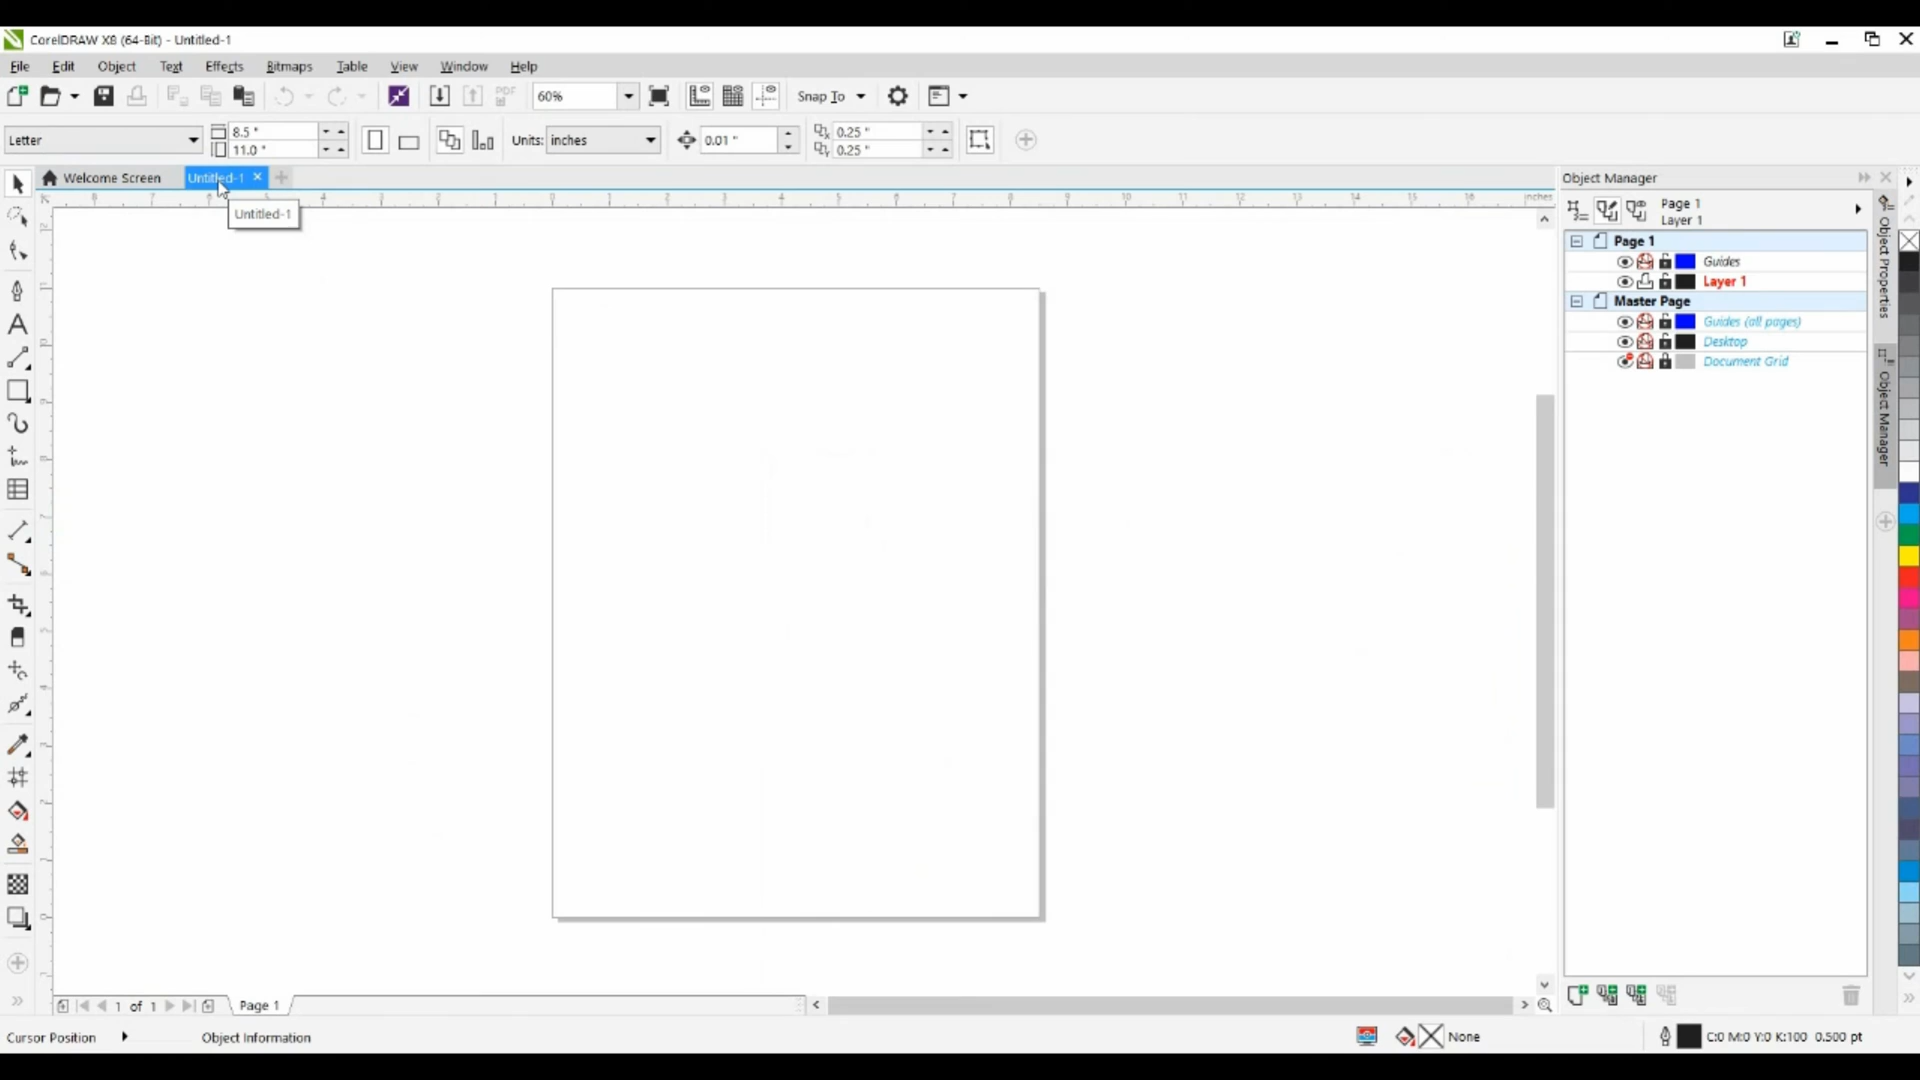 CorelDRAW X8 (64-Bit) - Untitled-1
File Edit Object Text Effects Bitmaps Table View Window Help
PDF 60% Snap To
Letter 8.5 " 11.0 " Units: inches 0.01 " 0.25 " 0.25 "
Welcome Screen Untitled-1
Untitled-1
inches
Object Manager
Page 1
Layer 1
Page 1
Guides
Layer 1
Master Page
Guides (all pages)
Desktop
Document Grid
Object Properties
Object Manager
1 of 1 Page 1
Cursor Position Object Information None C:0 M:0 Y:0 K:100 0.500 pt